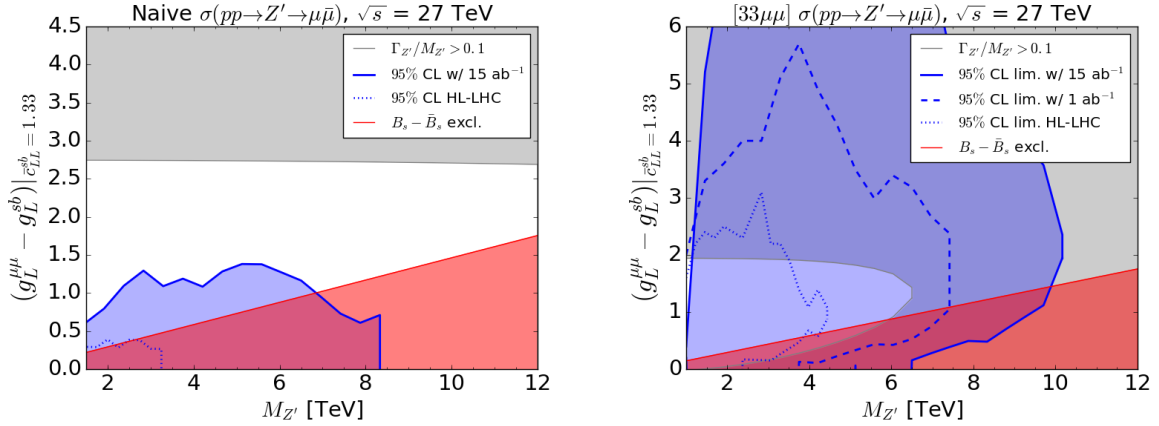 Naive σ(pp→Z′→μμ̄), √s = 27 TeV
4.5
4.0
3.5
3.0
2.5
2.0
1.5
1.0
0.5
0.0
(g_L^{μμ} − g_L^{sb})|_{c̄_{LL}^{sb}=1.33}
Γ_{Z′}/M_{Z′} > 0.1
95% CL w/ 15 ab⁻¹
95% CL HL-LHC
B_s − B̄_s excl.
2 4 6 8 10 12
M_{Z′} [TeV]
[33μμ] σ(pp→Z′→μμ̄), √s = 27 TeV
6
5
4
3
2
1
0
(g_L^{μμ} − g_L^{sb})|_{c̄_{LL}^{sb}=1.33}
Γ_{Z′}/M_{Z′} > 0.1
95% CL lim. w/ 15 ab⁻¹
95% CL lim. w/ 1 ab⁻¹
95% CL lim. HL-LHC
B_s − B̄_s excl.
2 4 6 8 10 12
M_{Z′} [TeV]